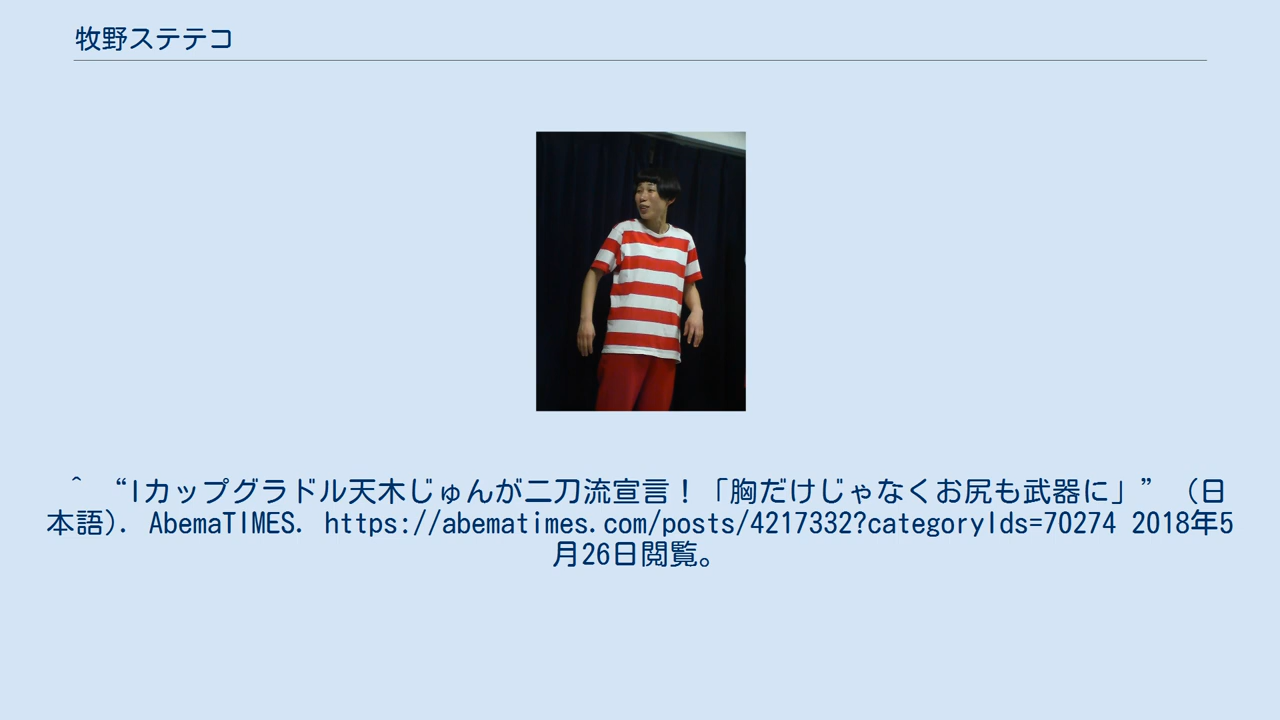 牧野ステテコ
^ “Iカップグラドル天木じゅんが二刀流宣言！「胸だけじゃなくお尻も武器に」” (日
本語). AbemaTIMES. https://abematimes.com/posts/4217332?categoryIds=70274 2018年5
月26日閲覧。